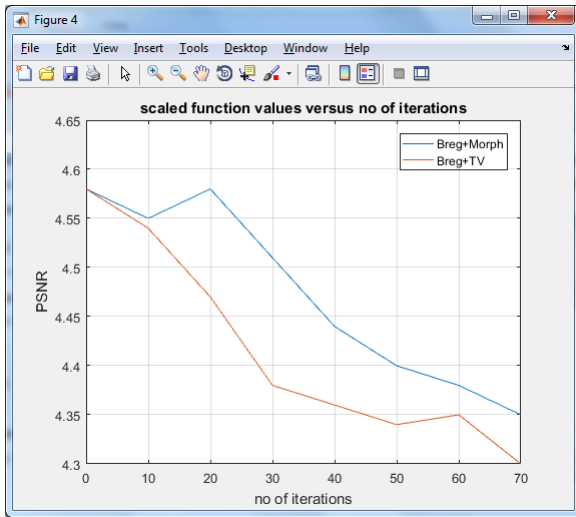 Figure 4
File Edit View Insert Tools Desktop Window Help
scaled function values versus no of iterations
4.65
4.6
4.55
4.5
4.45
4.4
4.35
4.3
PSNR
Breg+Morph
Breg+TV
0 10 20 30 40 50 60 70
no of iterations